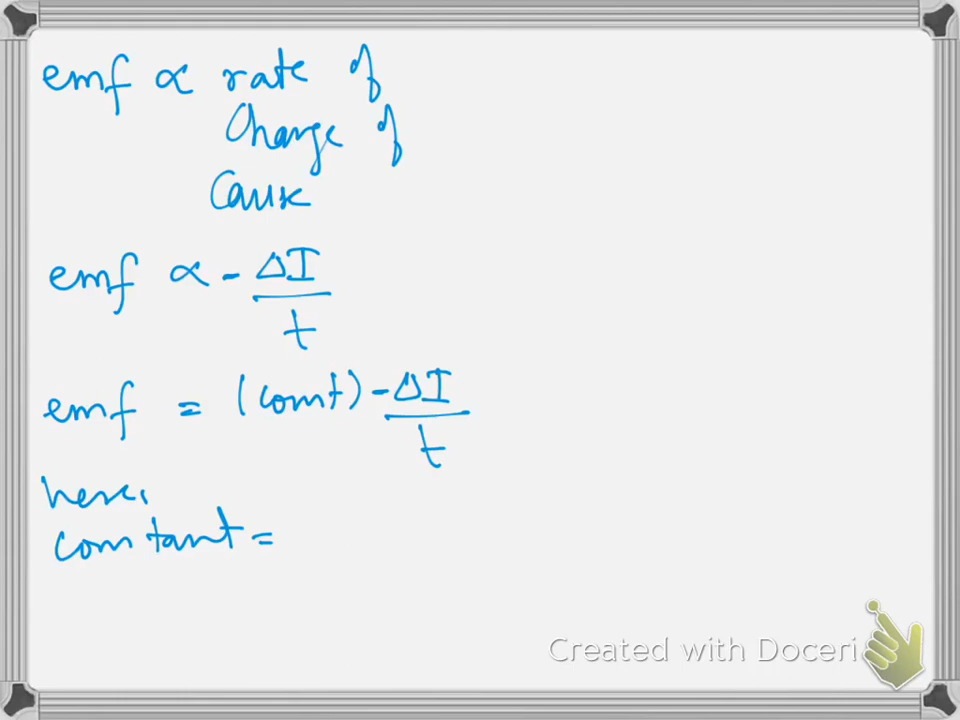 emf ∝ rate of
Change of
Cause
emf ∝ - ΔI
t
emf = (const) - ΔI
t
here,
constant =
Created with Doceri